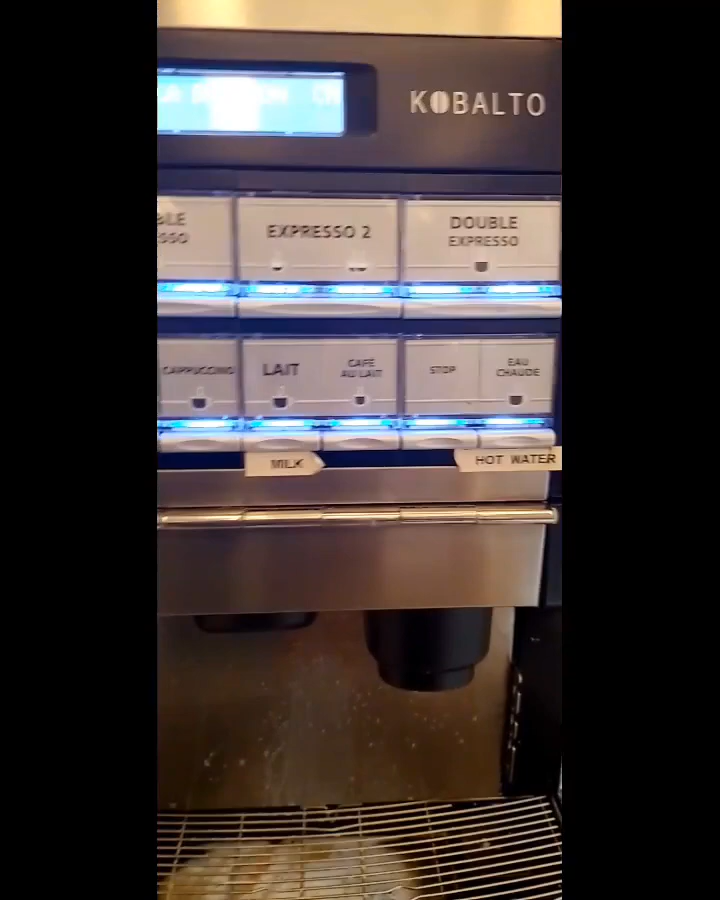 KOBALTO
EXPRESSO 2
DOUBLE
EXPRESSO
CAPPUCCINO
LAIT
CAFÉ
AU LAIT
STOP
EAU
CHAUDE
MILK
HOT WATER